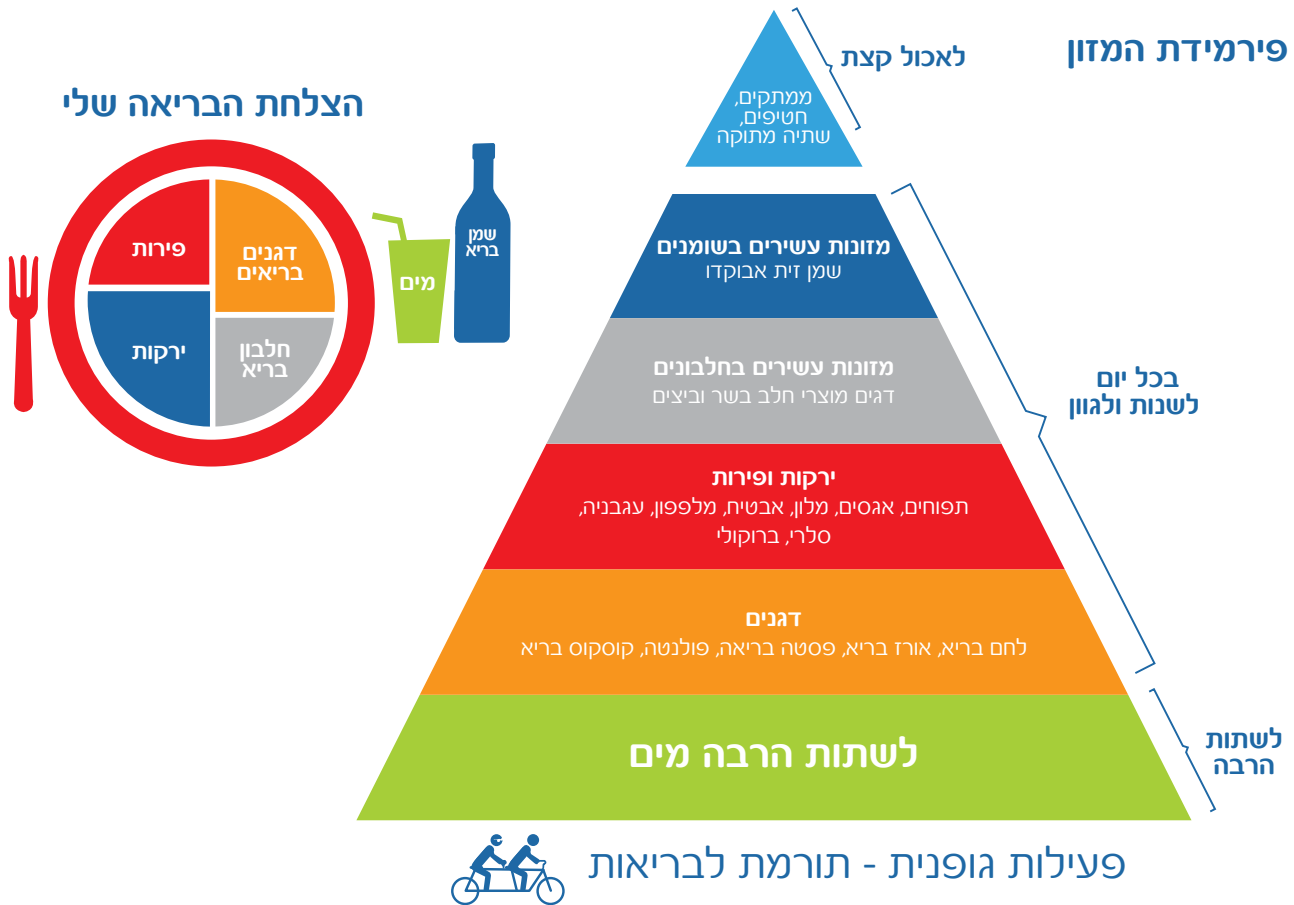 פירמידת המזון
לאכול קצת
ממתקים,
חטיפים,
שתיה מתוקה
מזונות עשירים בשומנים
שמן זית אבוקדו
מזונות עשירים בחלבונים
דגים מוצרי חלב בשר וביצים
בכל יום
לשנות ולגוון
ירקות ופירות
תפוחים, אגסים, מלון, אבטיח, מלפפון, עגבניה,
סלרי, ברוקולי
דגנים
לחם בריא, אורז בריא, פסטה בריאה, פולנטה, קוסקוס בריא
לשתות
הרבה
לשתות הרבה מים
פעילות גופנית - תורמת לבריאות
הצלחת הבריאה שלי
שמן
בריא
מים
דגנים
בריאים
פירות
חלבון
בריא
ירקות